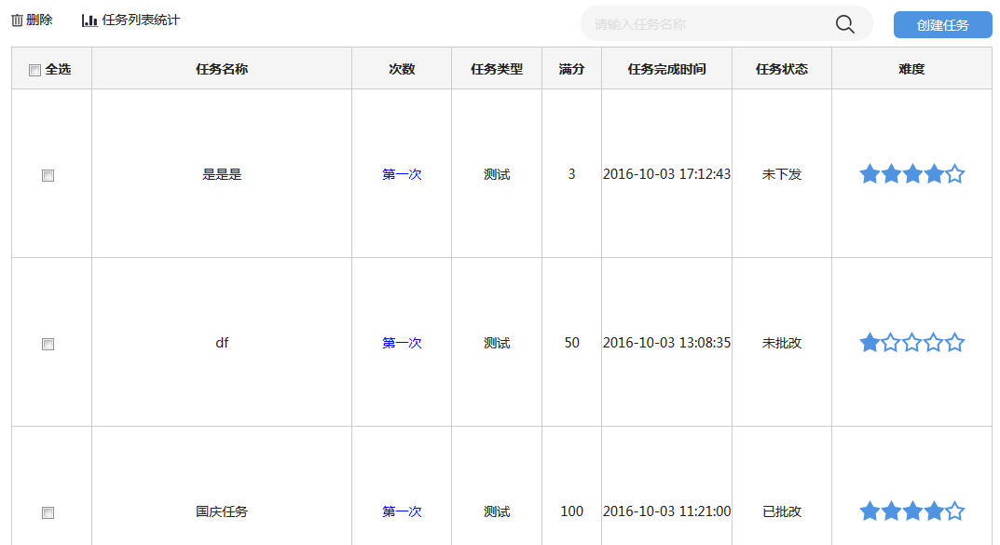 删除 任务列表统计 请输入任务名称 创建任务
全选 任务名称 次数 任务类型 满分 任务完成时间 任务状态 难度
是是是 第一次 测试 3 2016-10-03 17:12:43 未下发
df 第一次 测试 50 2016-10-03 13:08:35 未批改
国庆任务 第一次 测试 100 2016-10-03 11:21:00 已批改